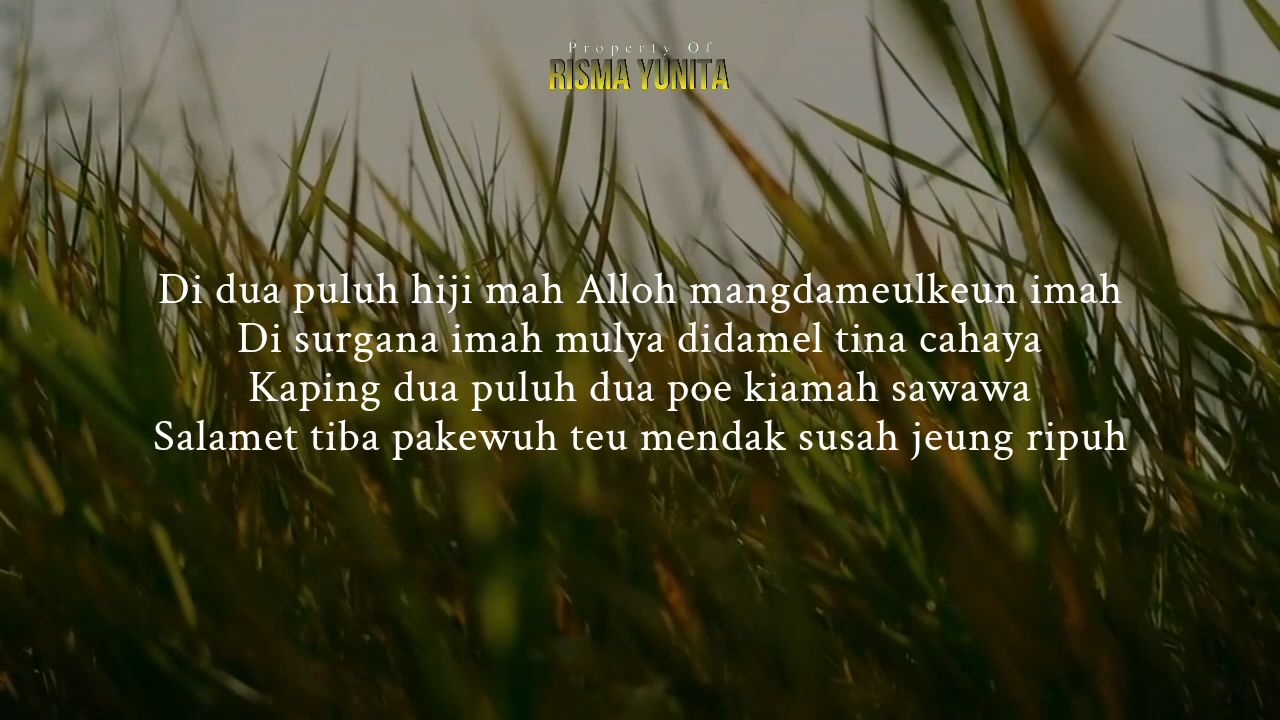 Property Of
RISMA YUNITA
Di dua puluh hiji mah Alloh mangdameulkeun imah
Di surgana imah mulya didamel tina cahaya
Kaping dua puluh dua poe kiamah sawawa
Salamet tiba pakewuh teu mendak susah jeung ripuh